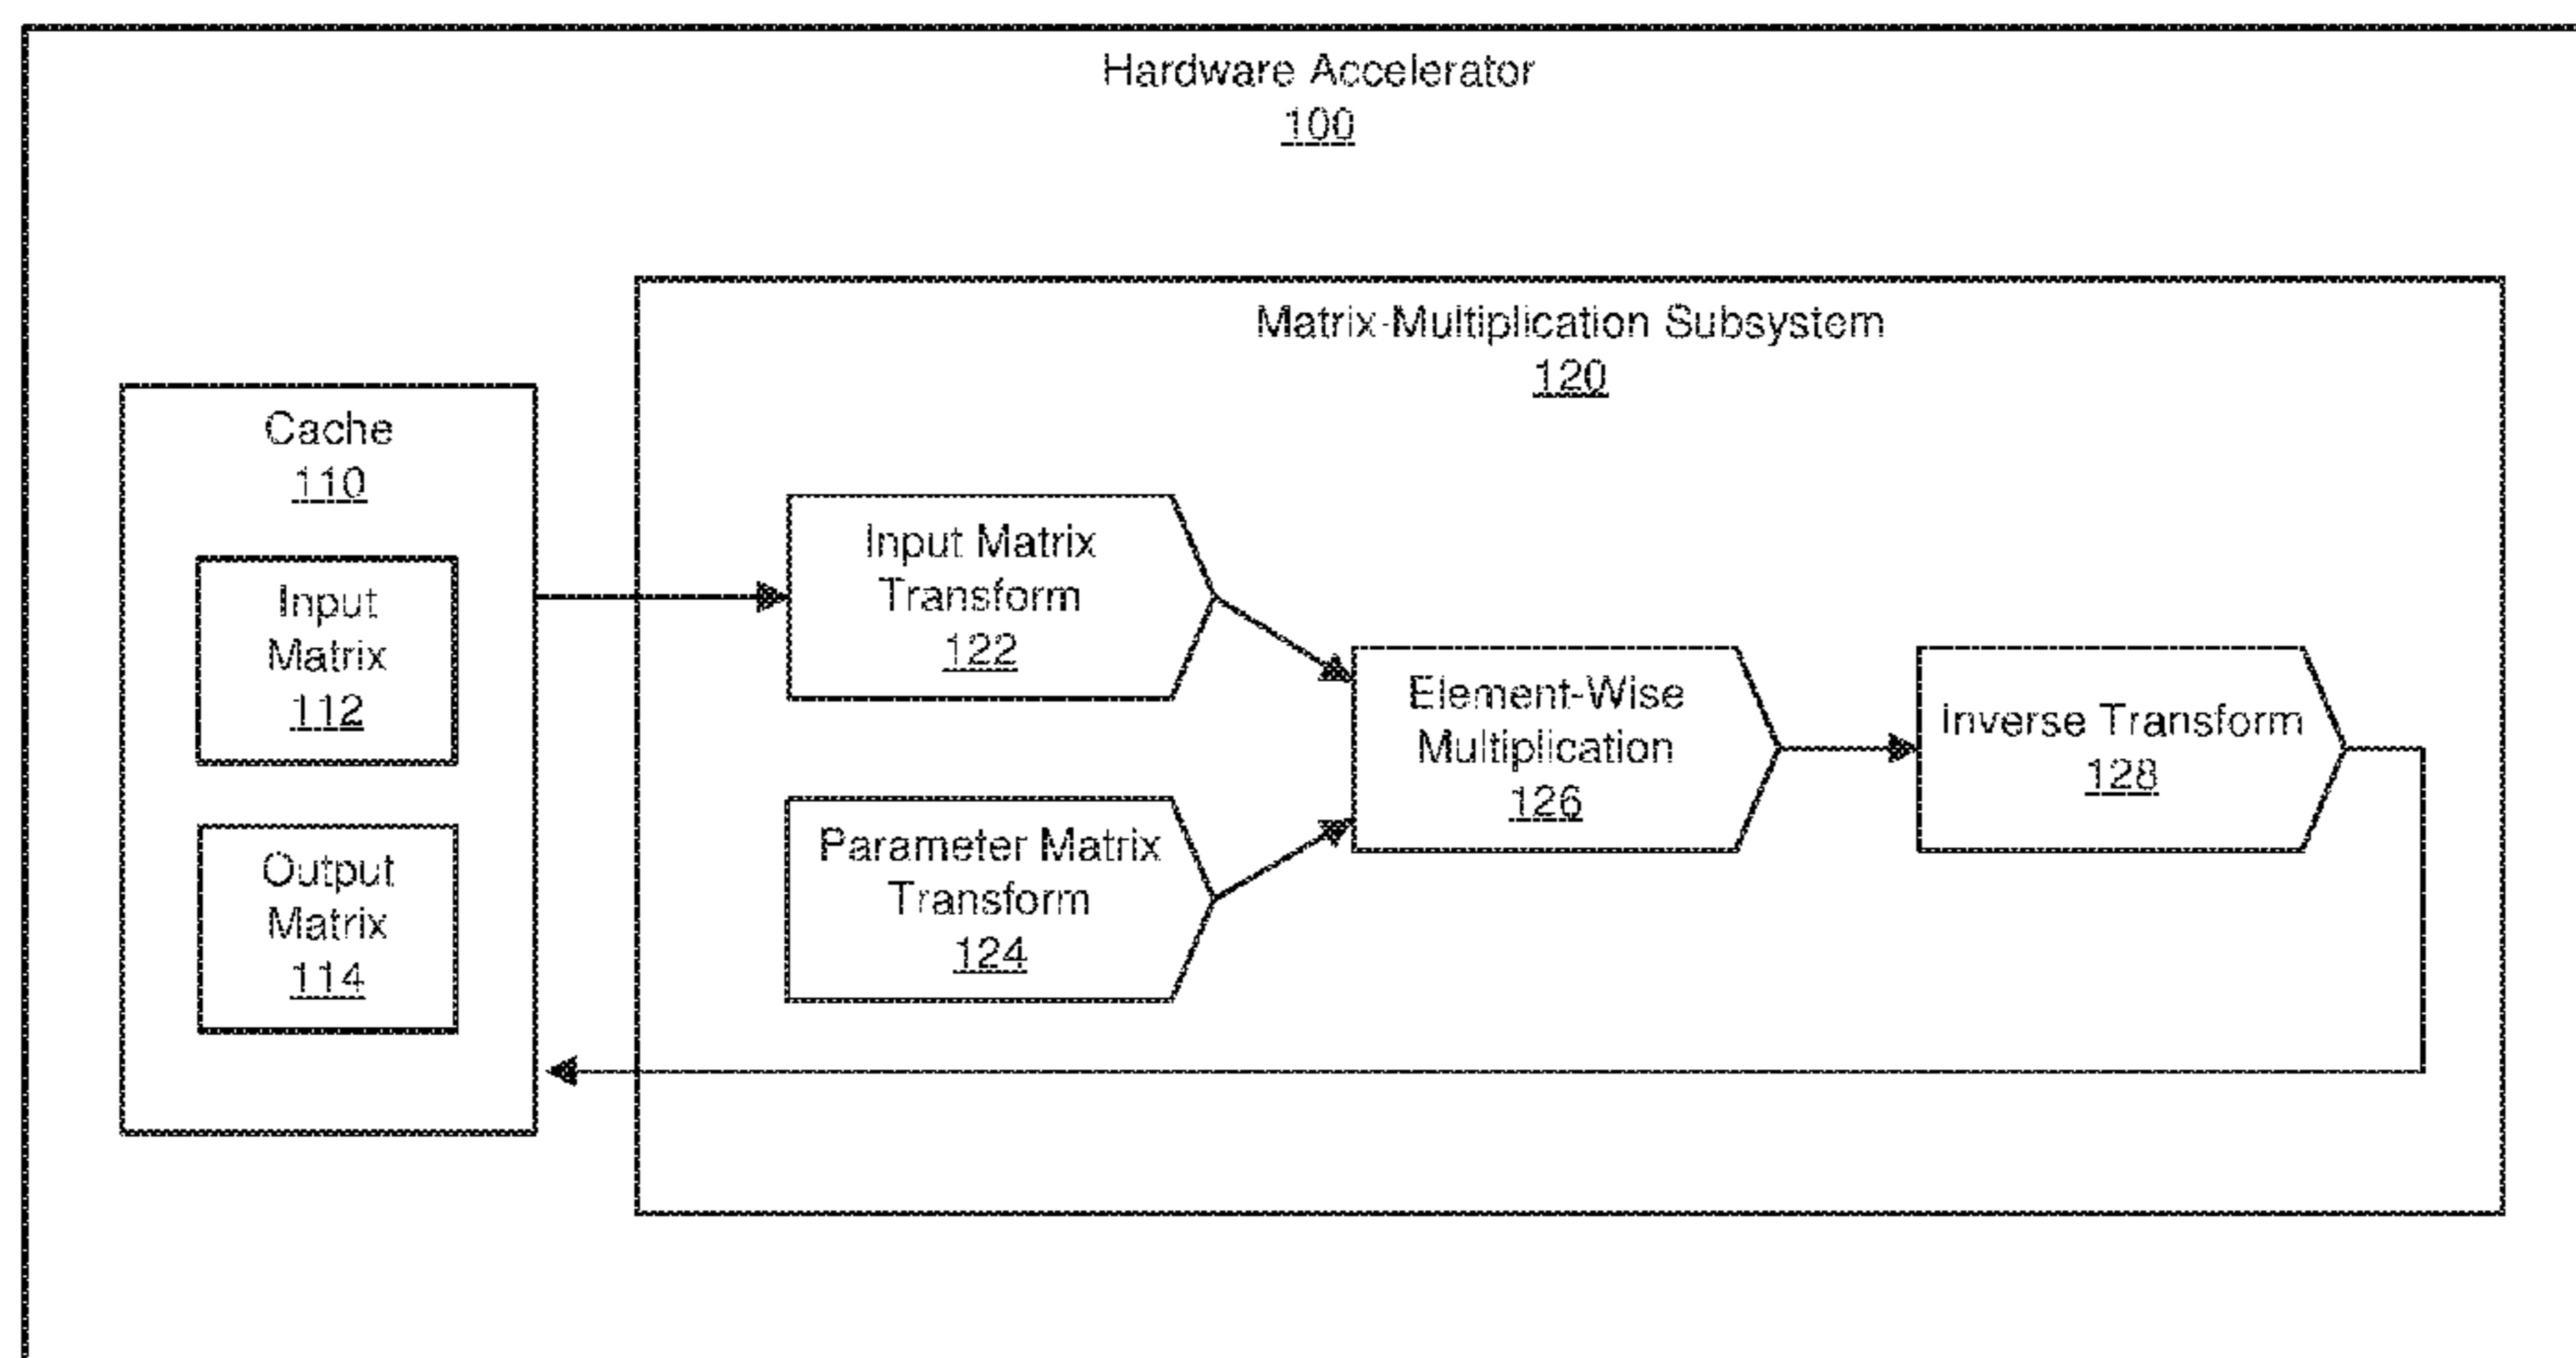 Hardware Accelerator
100
Matrix-Multiplication Subsystem
120
Cache
110
Input
Matrix
112
Output
Matrix
114
Input Matrix
Transform
122
Parameter Matrix
Transform
124
Element-Wise
Multiplication
126
Inverse Transform
128